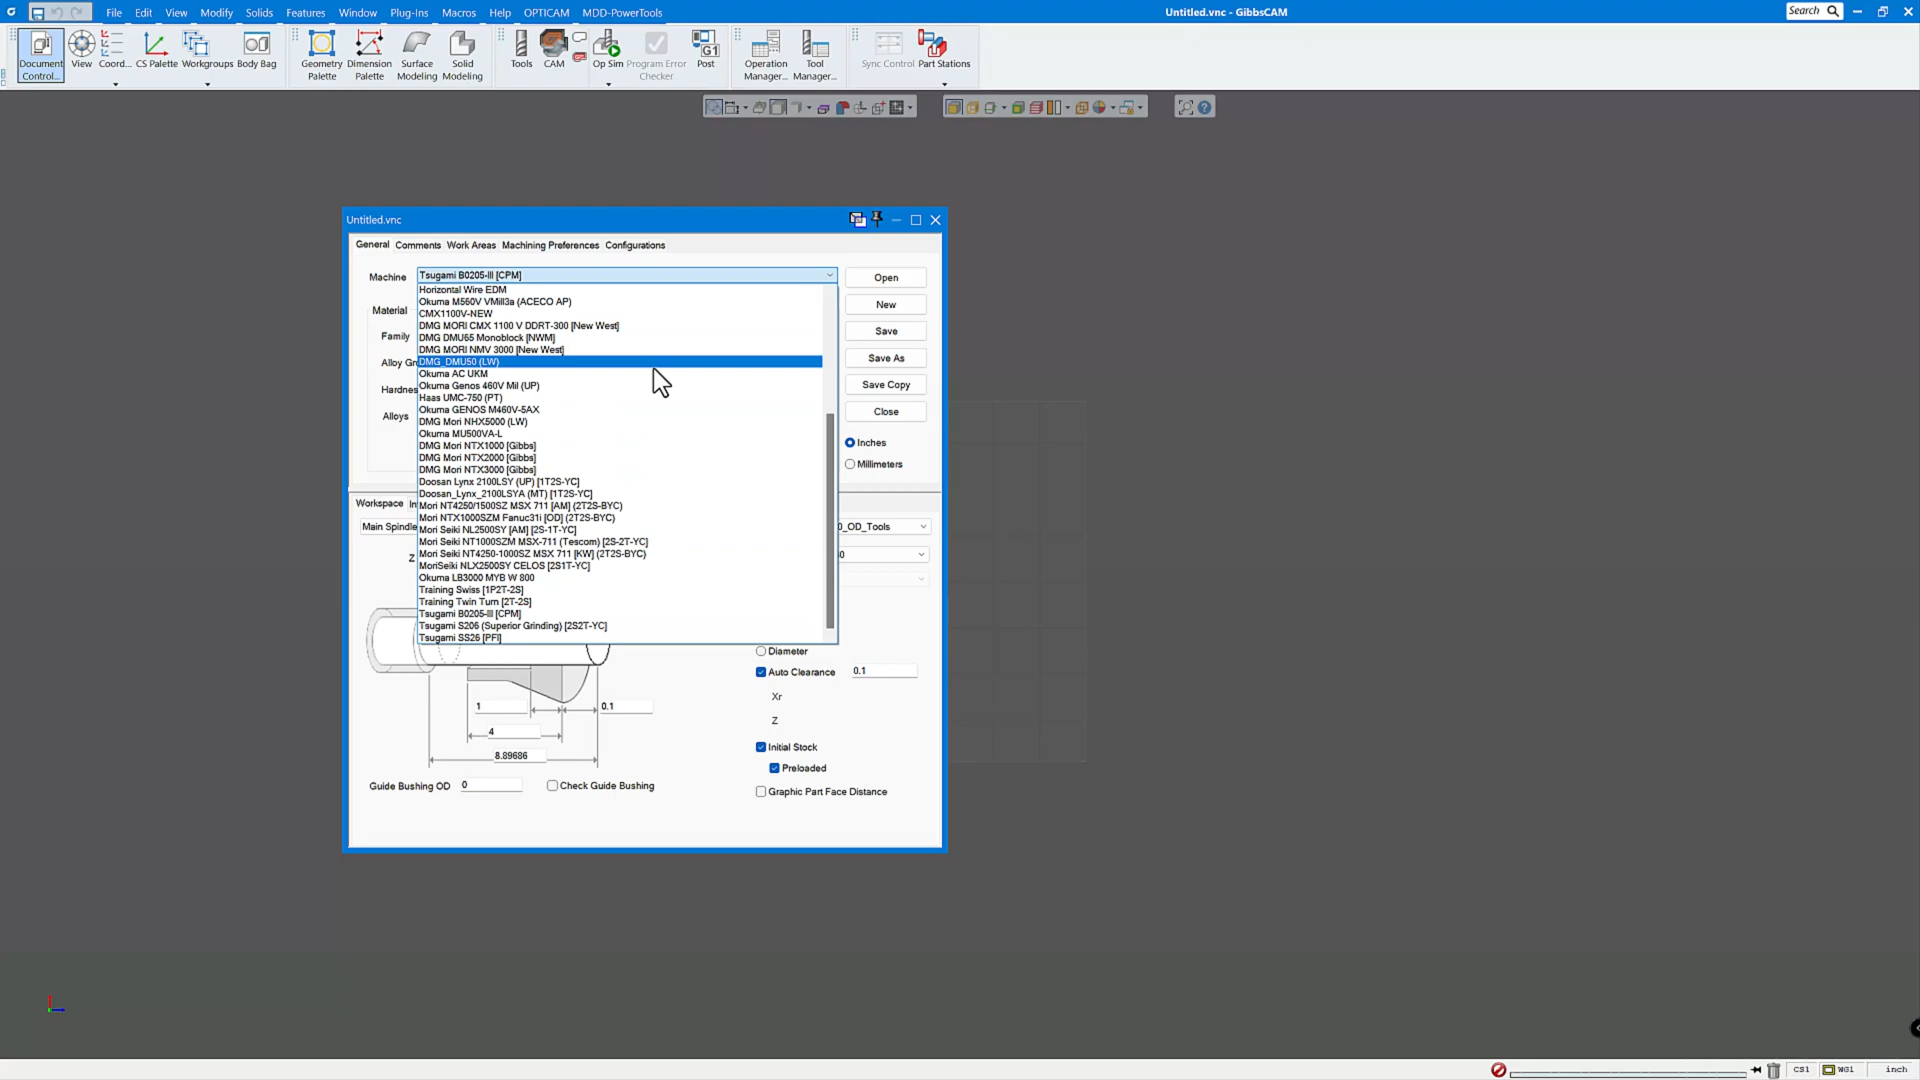 File Edit View Modify Solids Features Window Plug-Ins Macros Help OPTICAM MDD-PowerTools
Untitled.vnc - GibbsCAM
Search
Document Control...
View
Coord...
CS Palette
Workgroups
Body Bag
Geometry Palette
Dimension Palette
Surface Modeling
Solid Modeling
Tools
CAM
Op Sim
Program Error Checker
G1
Post
Operation Manager...
Tool Manager...
Sync Control
Part Stations
Untitled.vnc
General Comments Work Areas Machining Preferences Configurations
Machine
Tsugami B0205-III [CPM]
Open
New
Save
Save As
Save Copy
Close
Inches
Millimeters
Material
Family
Alloy Gr
Hardnes
Alloys
Horizontal Wire EDM
Okuma M560V VMill3a (ACECO AP)
CMX1100V-NEW
DMG MORI CMX 1100 V DDRT-300 [New West]
DMG DMU65 Monoblock [NWM]
DMG MORI NMV 3000 [New West]
DMG_DMU50 (LW)
Okuma AC UKM
Okuma Genos 460V Mil (UP)
Haas UMC-750 (PT)
Okuma GENOS M460V-5AX
DMG Mori NHX5000 (LW)
Okuma MU500VA-L
DMG Mori NTX1000 [Gibbs]
DMG Mori NTX2000 [Gibbs]
DMG Mori NTX3000 [Gibbs]
Doosan Lynx 2100LSY (UP) [1T2S-YC]
Doosan_Lynx_2100LSYA (MT) [1T2S-YC]
Mori NT4250/1500SZ MSX 711 [AM] (2T2S-BYC)
Mori NTX1000SZM Fanuc31i [OD] (2T2S-BYC)
Mori Seiki NL2500SY [AM] [2S-1T-YC]
Mori Seiki NT1000SZM MSX-711 (Tescom) [2S-2T-YC]
Mori Seiki NT4250-1000SZ MSX 711 [KW] (2T2S-BYC)
MoriSeiki NLX2500SY CELOS [2S1T-YC]
Okuma LB3000 MYB W 800
Training Swiss [1P2T-2S]
Training Twin Turn [2T-2S]
Tsugami B0205-III [CPM]
Tsugami S206 (Superior Grinding) [2S2T-YC]
Tsugami SS26 [PFI]
Workspace
Main Spindle
0_OD_Tools
Z
Diameter
Auto Clearance 0.1
Xr
Z
Initial Stock
Preloaded
Graphic Part Face Distance
1
0.1
4
8.89686
Guide Bushing OD 0
Check Guide Bushing
CS1 WG1 inch